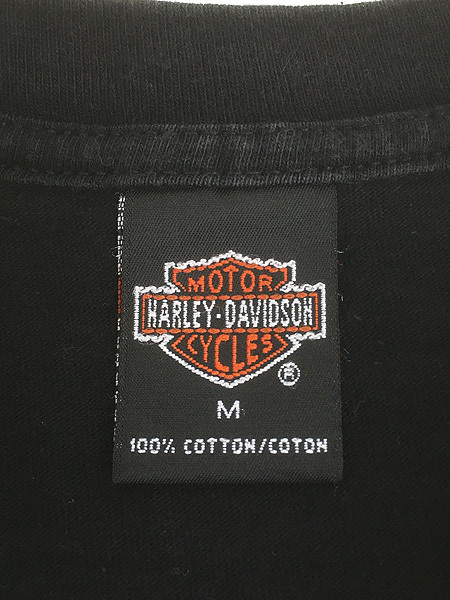 MOTOR
HARLEY-DAVIDSON
CYCLES
®
M
100% COTTON/COTON